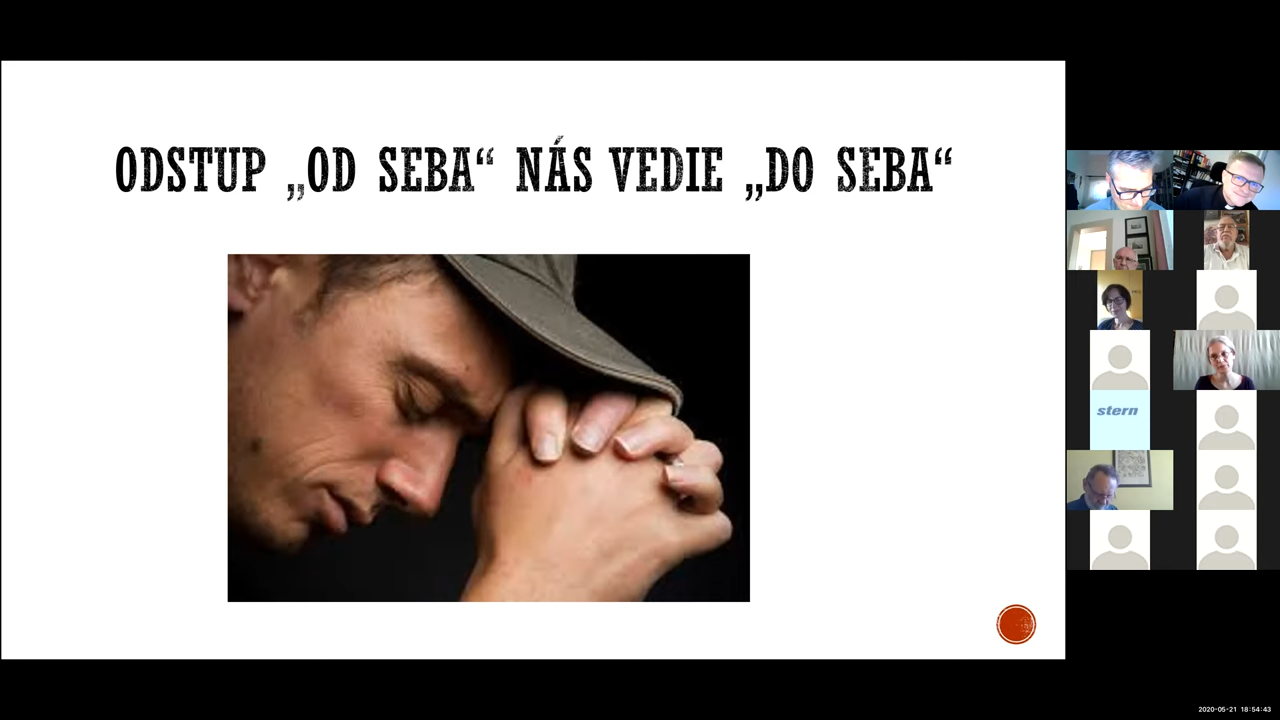 ODSTUP „OD SEBA“ NÁS VEDIE „DO SEBA“
stern
2020-05-21 18:54:43